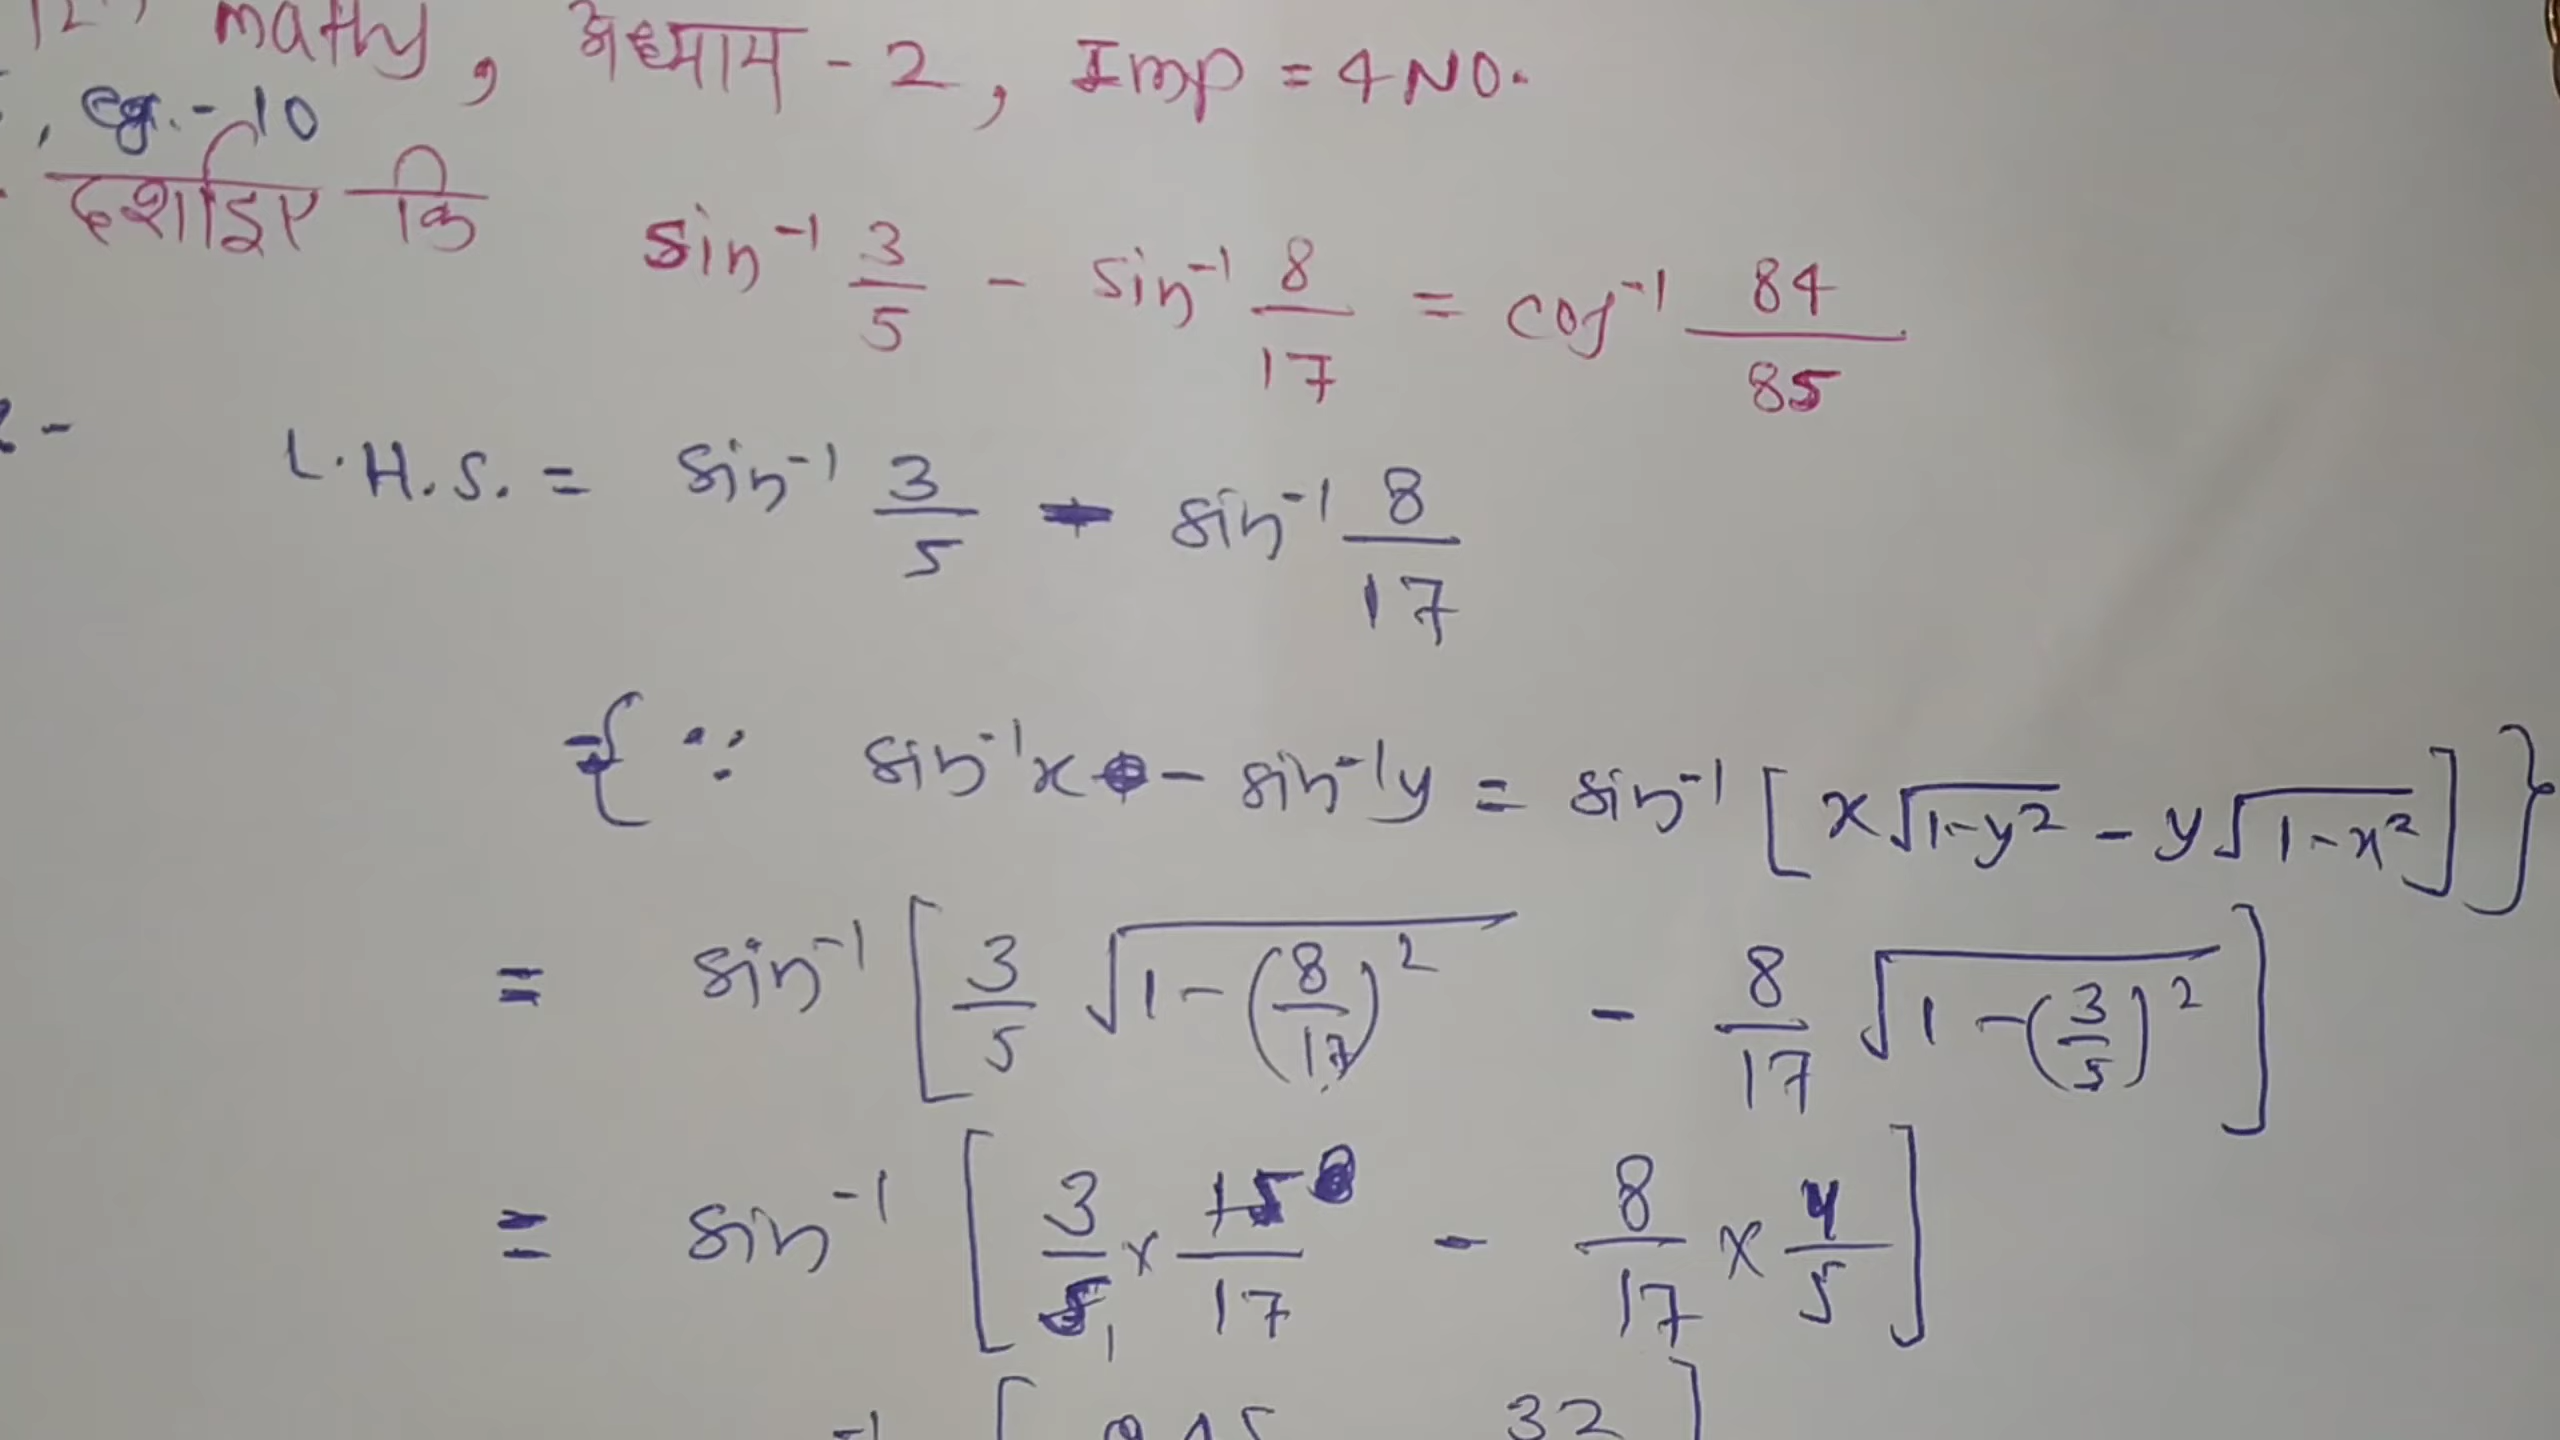 12, maths, अध्याय - 2, Imp = 4 NO.
, eg. - 10
दर्शाइए कि sin⁻¹ 3/5 - sin⁻¹ 8/17 = cos⁻¹ 84/85
L.H.S. = sin⁻¹ 3/5 - sin⁻¹ 8/17
{ ∵ sin⁻¹x - sin⁻¹y = sin⁻¹ [x√1-y² - y√1-x²] }
= sin⁻¹ [ 3/5 √1-(8/17)² - 8/17 √1-(3/5)² ]
= sin⁻¹ [ 3/5 × 15/17 - 8/17 × 4/5 ]
⁻¹ [ 45 32 ]